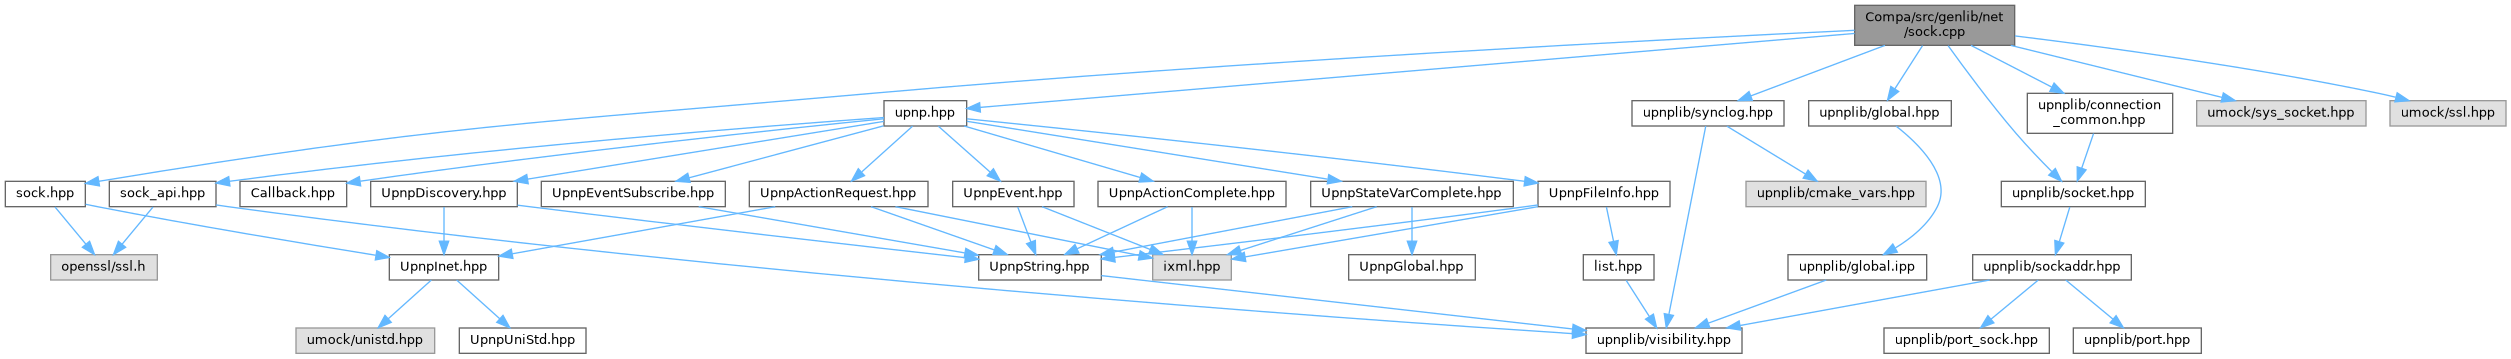 Compa/src/genlib/net
/sock.cpp
upnp.hpp
upnplib/synclog.hpp
upnplib/global.hpp
upnplib/connection
_common.hpp
umock/sys_socket.hpp
umock/ssl.hpp
sock.hpp
sock_api.hpp
Callback.hpp
UpnpDiscovery.hpp
UpnpEventSubscribe.hpp
UpnpActionRequest.hpp
UpnpEvent.hpp
UpnpActionComplete.hpp
UpnpStateVarComplete.hpp
UpnpFileInfo.hpp
upnplib/cmake_vars.hpp
upnplib/socket.hpp
openssl/ssl.h
UpnpInet.hpp
UpnpString.hpp
ixml.hpp
UpnpGlobal.hpp
list.hpp
upnplib/global.ipp
upnplib/sockaddr.hpp
umock/unistd.hpp
UpnpUniStd.hpp
upnplib/visibility.hpp
upnplib/port_sock.hpp
upnplib/port.hpp